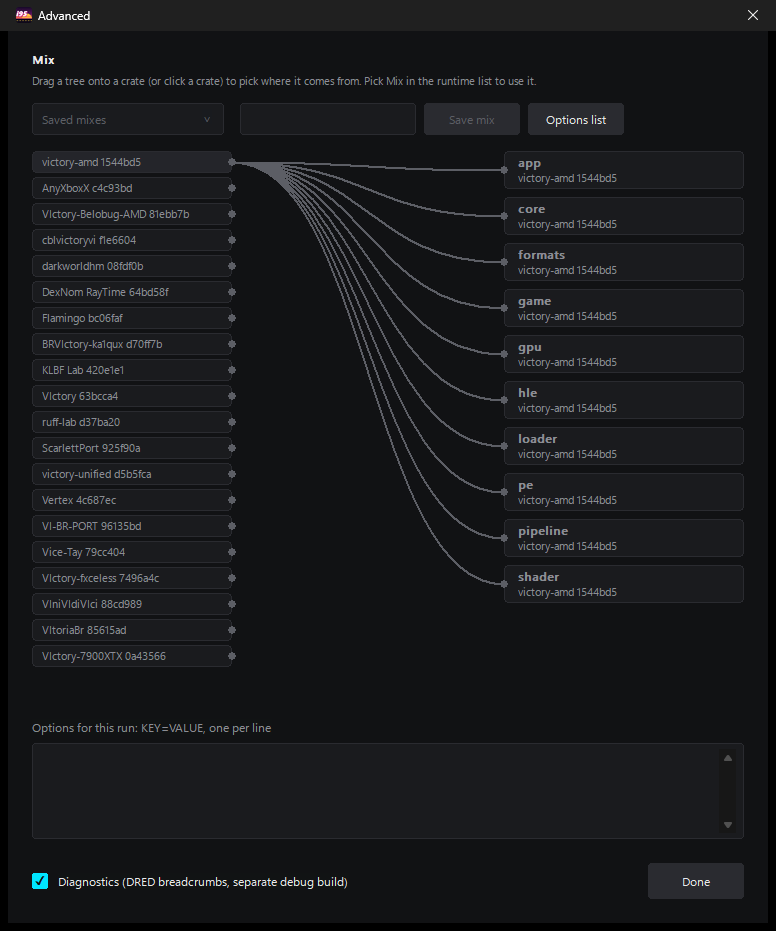 195
Advanced
Mix
Drag a tree onto a crate (or click a crate) to pick where it comes from. Pick Mix in the runtime list to use it.
Saved mixes
Save mix
Options list
victory-amd 1544bd5
AnyXboxX c4c93bd
VIctory-Belobug-AMD 81ebb7b
cblvictoryvi f1e6604
darkworldhm 08fdf0b
DexNom RayTime 64bd58f
Flamingo bc06faf
BRVIctory-ka1qux d70ff7b
KLBF Lab 420e1e1
VIctory 63bcca4
ruff-lab d37ba20
ScarlettPort 925f90a
victory-unified d5b5fca
Vertex 4c687ec
VI-BR-PORT 96135bd
Vice-Tay 79cc404
VIctory-fxceless 7496a4c
VIniVIdiVIci 88cd989
VItoriaBr 85615ad
VIctory-7900XTX 0a43566
app
victory-amd 1544bd5
core
victory-amd 1544bd5
formats
victory-amd 1544bd5
game
victory-amd 1544bd5
gpu
victory-amd 1544bd5
hle
victory-amd 1544bd5
loader
victory-amd 1544bd5
pe
victory-amd 1544bd5
pipeline
victory-amd 1544bd5
shader
victory-amd 1544bd5
Options for this run: KEY=VALUE, one per line
Diagnostics (DRED breadcrumbs, separate debug build)
Done